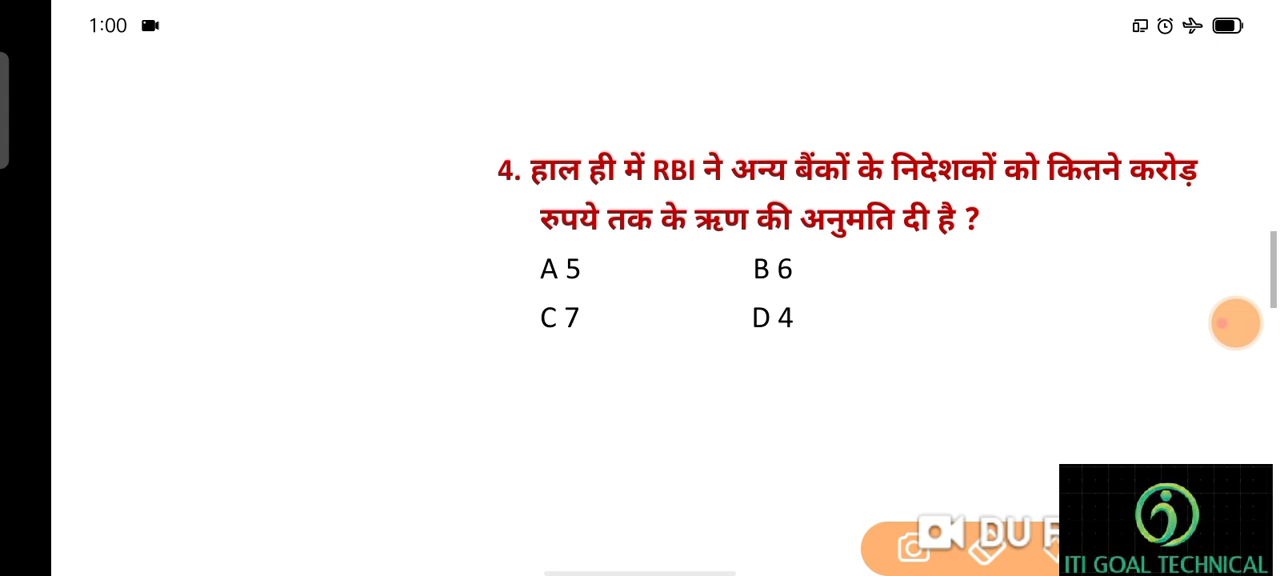 1:00
4. हाल ही में RBI ने अन्य बैंकों के निदेशकों को कितने करोड़
रुपये तक के ऋण की अनुमति दी है ?
A 5 B 6
C 7 D 4
DU
ITI GOAL TECHNICAL